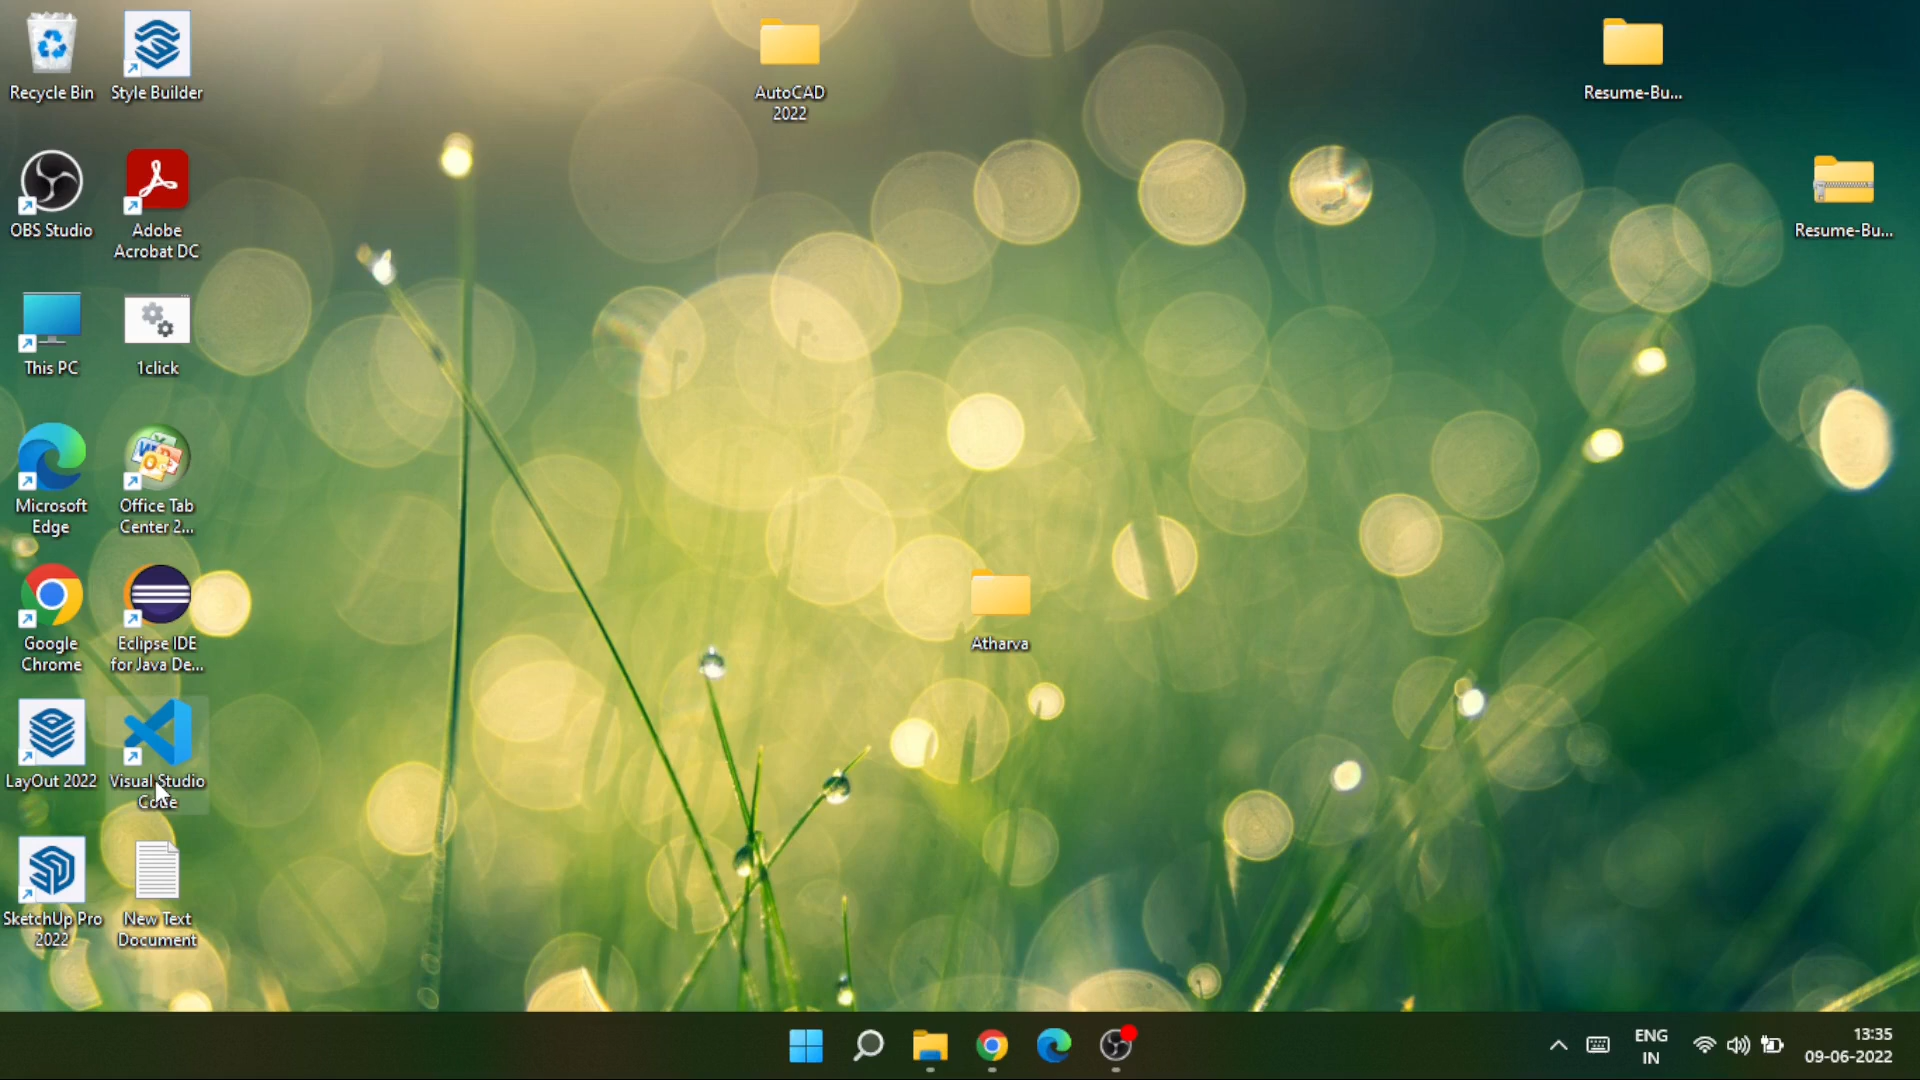 Recycle Bin
Style Builder
AutoCAD
2022
Resume-Bu...
OBS Studio
Adobe
Acrobat DC
Resume-Bu...
This PC
1click
Microsoft
Edge
Office Tab
Center 2...
Google
Chrome
Eclipse IDE
for Java De...
Atharva
LayOut 2022
Visual Studio
Code
SketchUp Pro
2022
New Text
Document
ENG
IN
13:35
09-06-2022